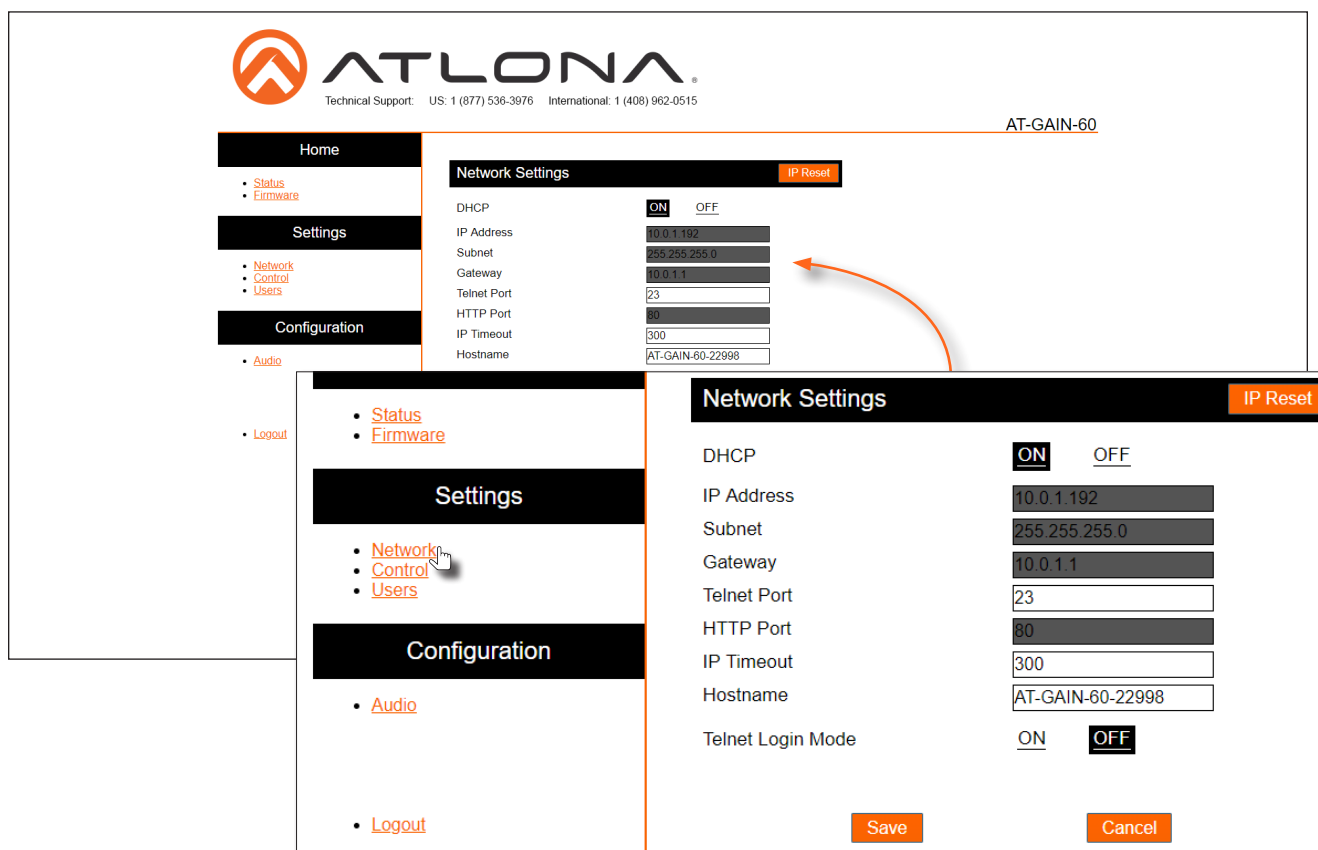 ATLONA®
Technical Support: US: 1 (877) 536-3976 International: 1 (408) 962-0515
AT-GAIN-60
Home
Status
Firmware
Settings
Network
Control
Users
Configuration
Audio
Logout
Network Settings IP Reset
DHCP ON OFF
IP Address 10.0.1.192
Subnet 255.255.255.0
Gateway 10.0.1.1
Telnet Port 23
HTTP Port 80
IP Timeout 300
Hostname AT-GAIN-60-22998
Status
Firmware
Settings
Network
Control
Users
Configuration
Audio
Logout
Network Settings IP Reset
DHCP ON OFF
IP Address 10.0.1.192
Subnet 255.255.255.0
Gateway 10.0.1.1
Telnet Port 23
HTTP Port 80
IP Timeout 300
Hostname AT-GAIN-60-22998
Telnet Login Mode ON OFF
Save Cancel